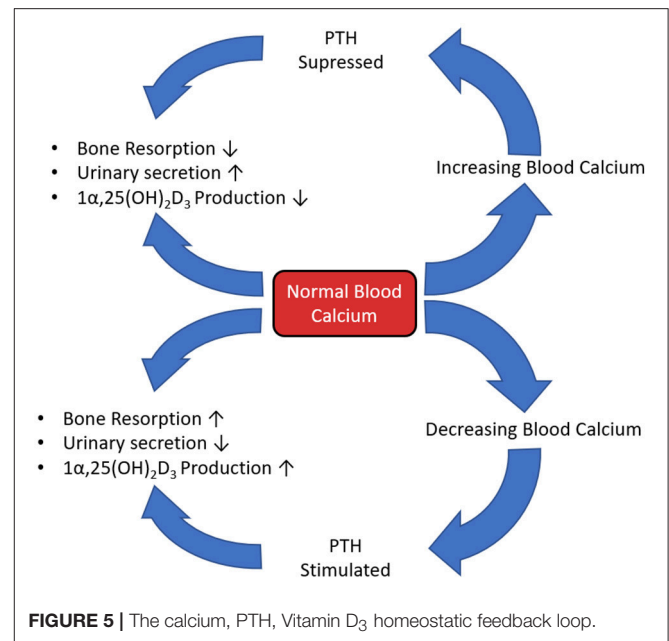 PTH
Supressed
• Bone Resorption ↓
• Urinary secretion ↑
• 1α,25(OH)₂D₃ Production ↓
Increasing Blood Calcium
Normal Blood
Calcium
• Bone Resorption ↑
• Urinary secretion ↓
• 1α,25(OH)₂D₃ Production ↑
Decreasing Blood Calcium
PTH
Stimulated
FIGURE 5 | The calcium, PTH, Vitamin D₃ homeostatic feedback loop.